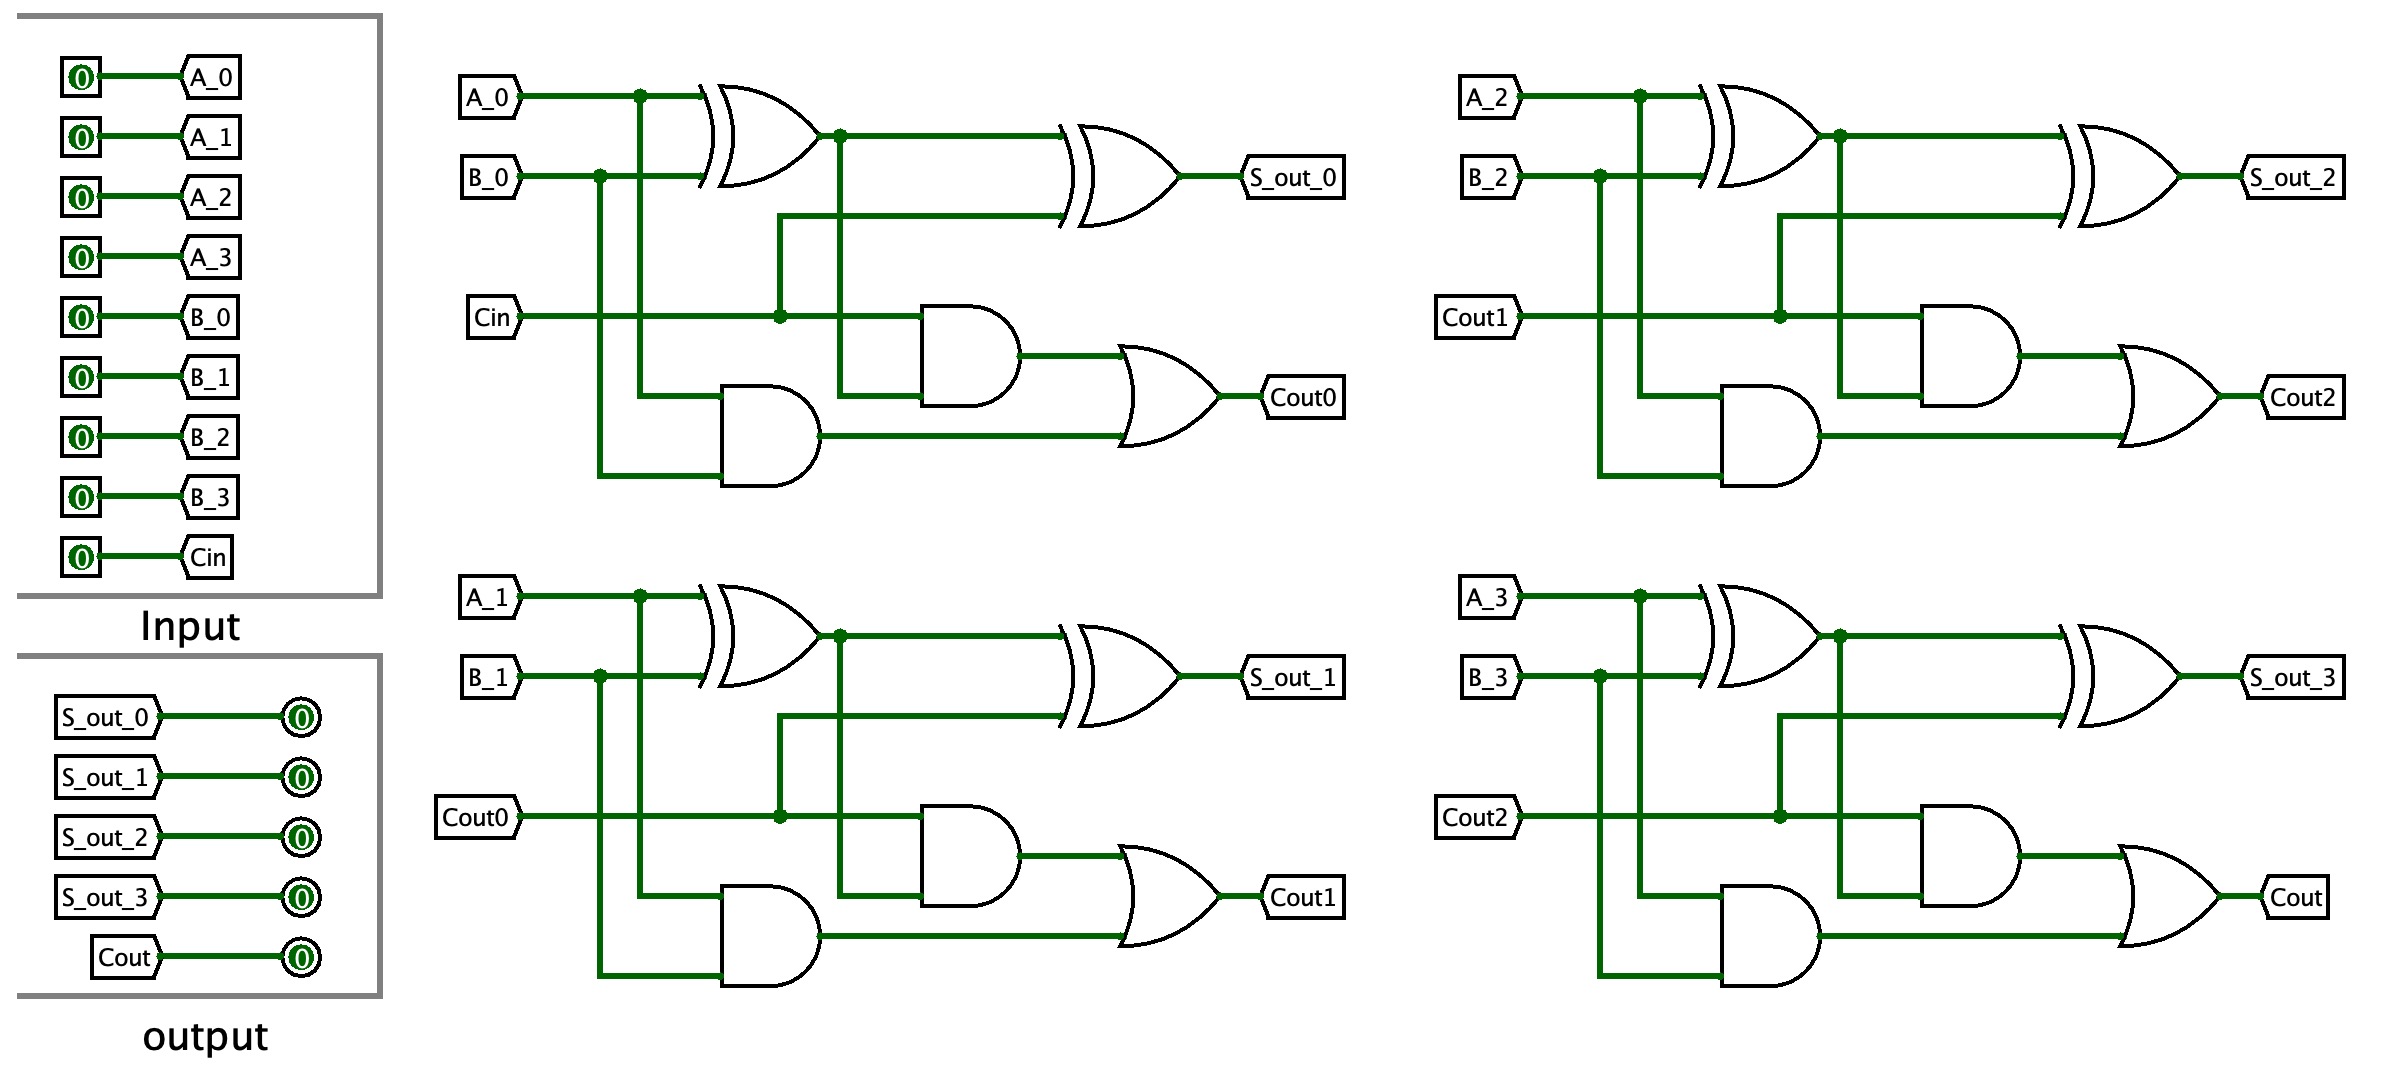 0 A_0
0 A_1
0 A_2
0 A_3
0 B_0
0 B_1
0 B_2
0 B_3
0 Cin
Input
S_out_0 0
S_out_1 0
S_out_2 0
S_out_3 0
Cout 0
output
A_0
B_0
S_out_0
Cin
Cout0
A_1
B_1
S_out_1
Cout0
Cout1
A_2
B_2
S_out_2
Cout1
Cout2
A_3
B_3
S_out_3
Cout2
Cout